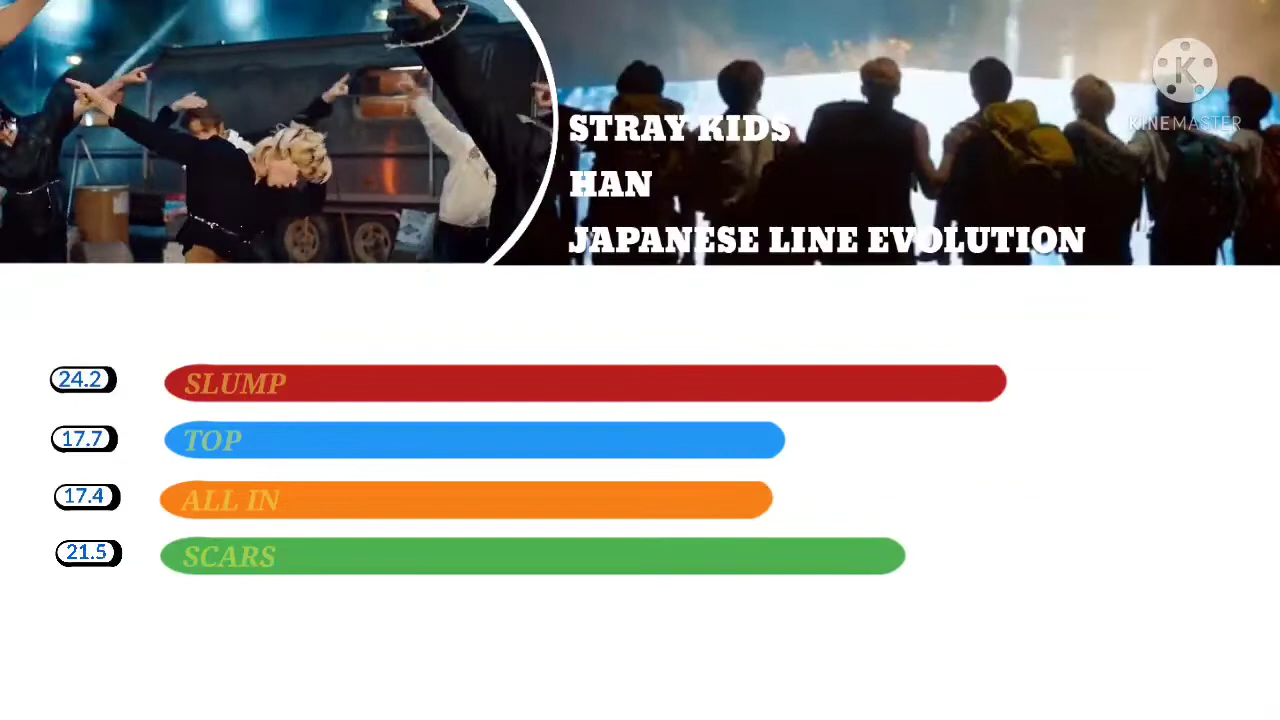 K
KINEMASTER
STRAY KIDS
HAN
JAPANESE LINE EVOLUTION
24.2 SLUMP
17.7 TOP
17.4 ALL IN
21.5 SCARS